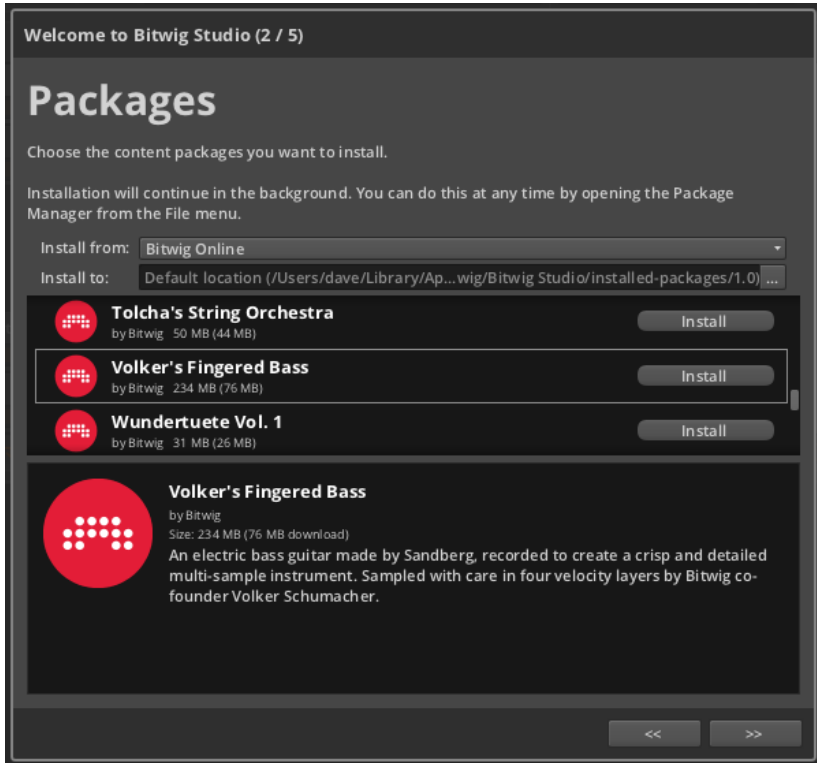 Welcome to Bitwig Studio (2 / 5)
Packages
Choose the content packages you want to install.
Installation will continue in the background. You can do this at any time by opening the Package
Manager from the File menu.
Install from: Bitwig Online
Install to: Default location (/Users/dave/Library/Ap...wig/Bitwig Studio/installed-packages/1.0) ...
Tolcha's String Orchestra
by Bitwig 50 MB (44 MB)
Install
Volker's Fingered Bass
by Bitwig 234 MB (76 MB)
Install
Wundertuete Vol. 1
by Bitwig 31 MB (26 MB)
Install
Volker's Fingered Bass
by Bitwig
Size: 234 MB (76 MB download)
An electric bass guitar made by Sandberg, recorded to create a crisp and detailed
multi-sample instrument. Sampled with care in four velocity layers by Bitwig co-
founder Volker Schumacher.
<< >>